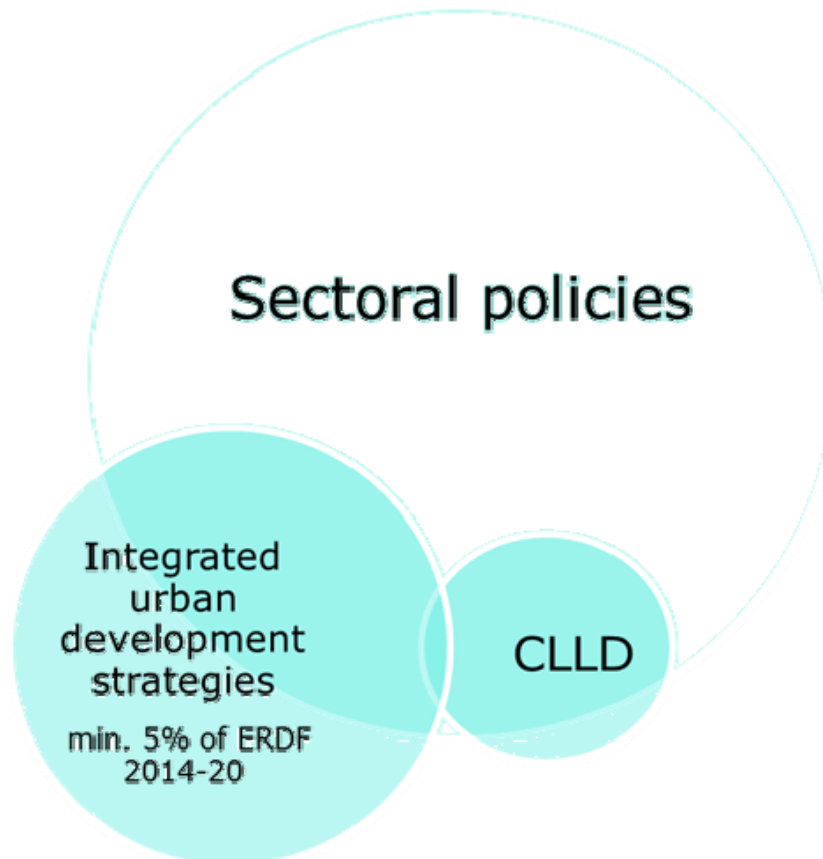 Sectoral policies
Integrated
urban
development
strategies
min. 5% of ERDF
2014-20
CLLD